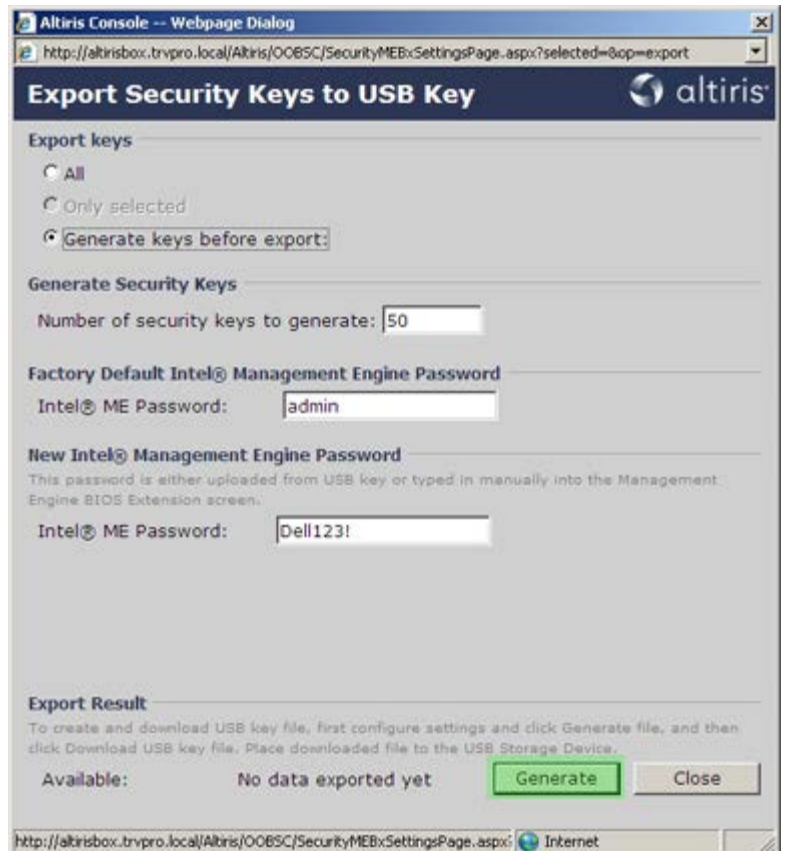 Altiris Console -- Webpage Dialog
http://altirisbox.trvpro.local/Altiris/OOBSC/SecurityMEBxSettingsPage.aspx?selected=&op=export
Export Security Keys to USB Key
altiris
Export keys
All
Only selected
Generate keys before export:
Generate Security Keys
Number of security keys to generate: 50
Factory Default Intel® Management Engine Password
Intel® ME Password: admin
New Intel® Management Engine Password
This password is either uploaded from USB key or typed in manually into the Management
Engine BIOS Extension screen.
Intel® ME Password: Dell123!
Export Result
To create and download USB key file, first configure settings and click Generate file, and then
click Download USB key file. Place downloaded file to the USB Storage Device.
Available: No data exported yet Generate Close
http://altirisbox.trvpro.local/Altiris/OOBSC/SecurityMEBxSettingsPage.aspx? Internet